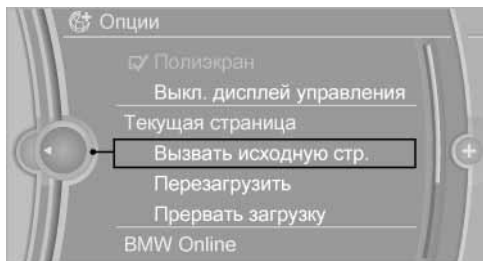 Опции
Полиэкран
Выкл. дисплей управления
Текущая страница
Вызвать исходную стр.
Перезагрузить
Прервать загрузку
BMW Online